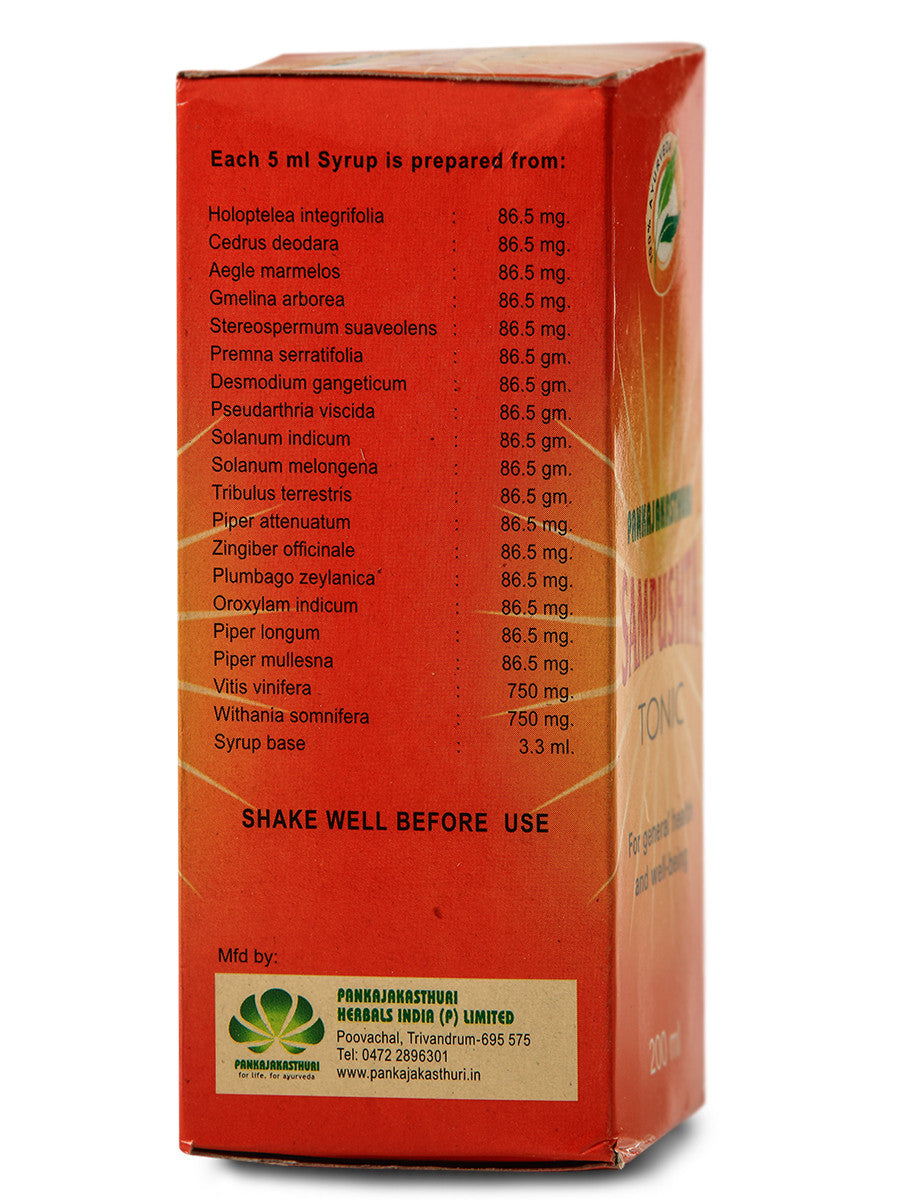 Each 5 ml Syrup is prepared from:
Holoptelea integrifolia : 86.5 mg.
Cedrus deodara : 86.5 mg.
Aegle marmelos : 86.5 mg.
Gmelina arborea : 86.5 mg.
Stereospermum suaveolens : 86.5 mg.
Premna serratifolia : 86.5 gm.
Desmodium gangeticum : 86.5 gm.
Pseudarthria viscida : 86.5 gm.
Solanum indicum : 86.5 gm.
Solanum melongena : 86.5 gm.
Tribulus terrestris : 86.5 gm.
Piper attenuatum : 86.5 mg.
Zingiber officinale : 86.5 mg.
Plumbago zeylanica : 86.5 mg.
Oroxylam indicum : 86.5 mg.
Piper longum : 86.5 mg.
Piper mullesna : 86.5 mg.
Vitis vinifera : 750 mg.
Withania somnifera : 750 mg.
Syrup base : 3.3 ml.
SHAKE WELL BEFORE USE
Mfd by:
PANKAJAKASTHURI
for life. for ayurveda
PANKAJAKASTHURI
HERBALS INDIA (P) LIMITED
Poovachal, Trivandrum-695 575
Tel: 0472 2896301
www.pankajakasthuri.in
100% AYURVEDA
PANKAJAKASTHURI
TONIC
For general health
and well-being
200 ml